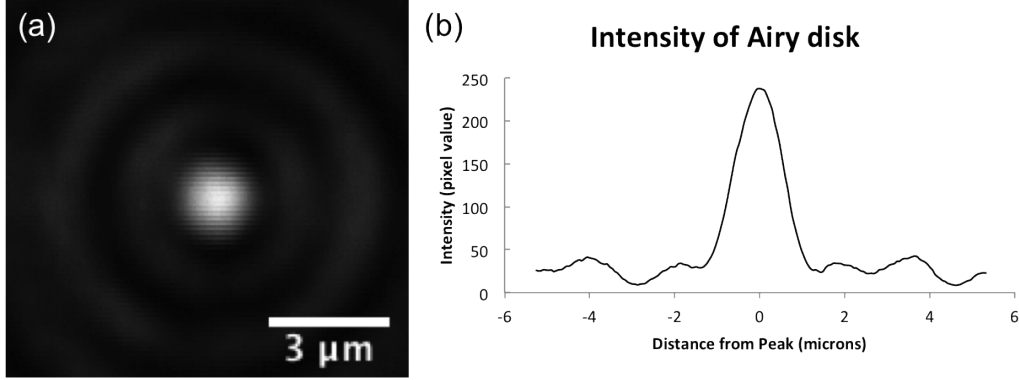 (a)
3 μm
(b)
Intensity of Airy disk
Intensity (pixel value)
250
200
150
100
50
0
-6 -4 -2 0 2 4 6
Distance from Peak (microns)